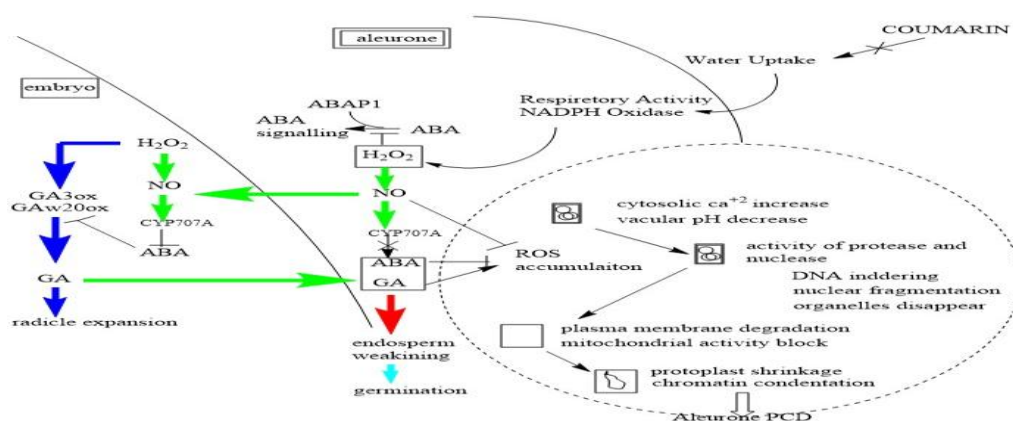 aleurone
COUMARIN
Water Uptake
embryo
ABAP1
Respiretory Activity
NADPH Oxidase
ABA
signalling
ABA
H₂O₂
H₂O₂
NO
NO
GA3ox
GAw20ox
CYP707A
CYP707A
ABA
ABA
GA
GA
radicle expansion
endosperm
weakining
germination
ROS
accumulaiton
cytosolic ca⁺² increase
vacular pH decrease
activity of protease and
nuclease
DNA inddering
nuclear fragmentation
organelles disappear
plasma membrane degradation
mitochondrial activity block
protoplast shrinkage
chromatin condentation
Aleurone PCD